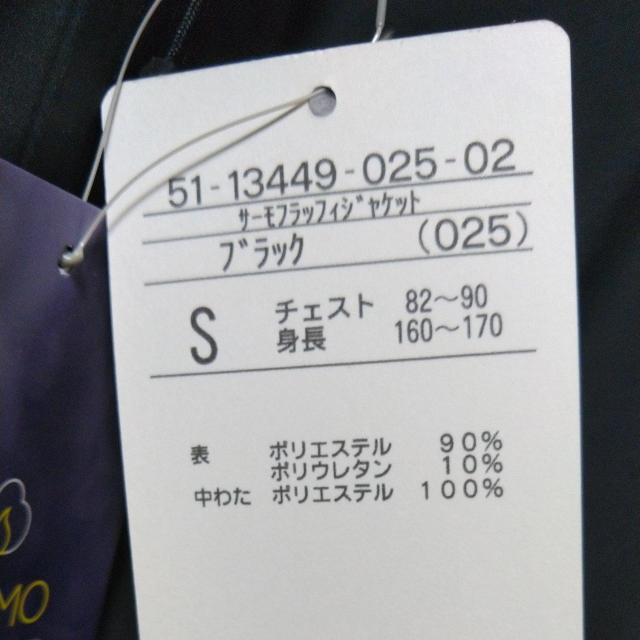 51-13449-025-02
サーモフラッフィジャケット
ブラック (025)
S チェスト 82～90
身長 160～170
表 ポリエステル 90%
ポリウレタン 10%
中わた ポリエステル 100%
MO